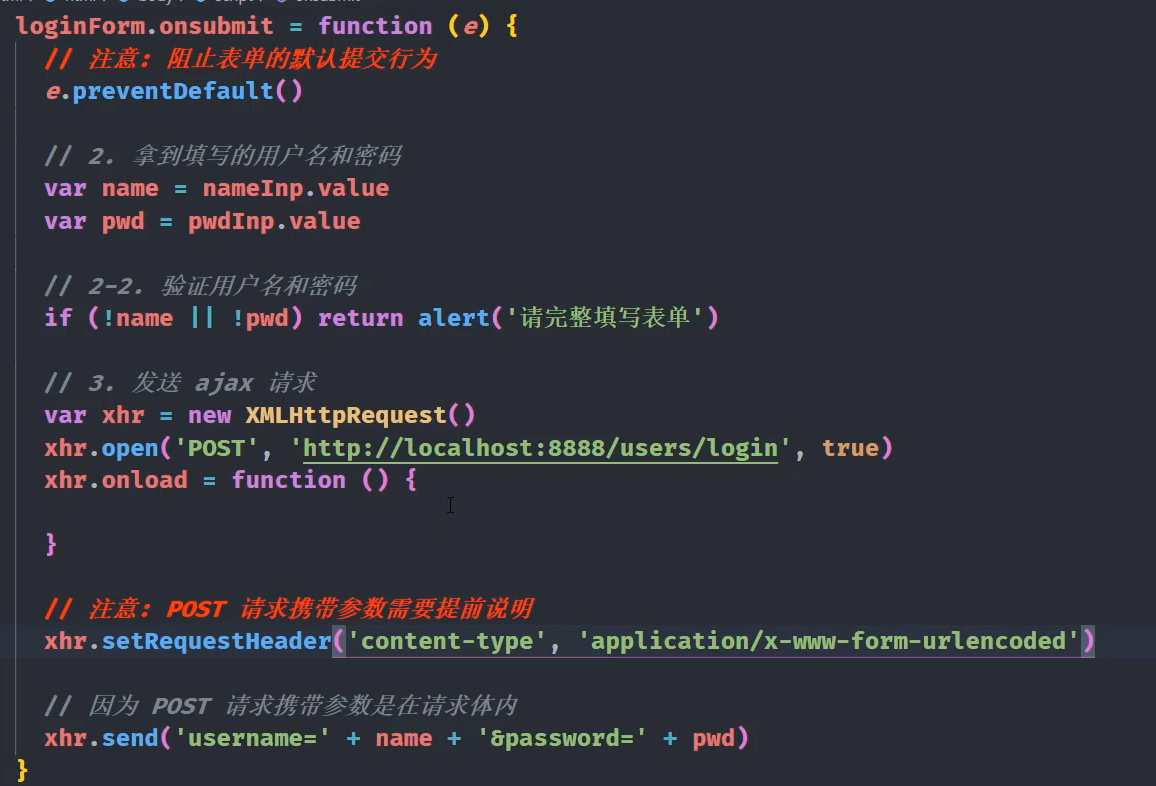 loginForm.onsubmit = function (e) {
// 注意: 阻止表单的默认提交行为
e.preventDefault()
// 2. 拿到填写的用户名和密码
var name = nameInp.value
var pwd = pwdInp.value
// 2-2. 验证用户名和密码
if (!name || !pwd) return alert('请完整填写表单')
// 3. 发送 ajax 请求
var xhr = new XMLHttpRequest()
xhr.open('POST', 'http://localhost:8888/users/login', true)
xhr.onload = function () {
}
// 注意: POST 请求携带参数需要提前说明
xhr.setRequestHeader('content-type', 'application/x-www-form-urlencoded')
// 因为 POST 请求携带参数是在请求体内
xhr.send('username=' + name + '&password=' + pwd)
}